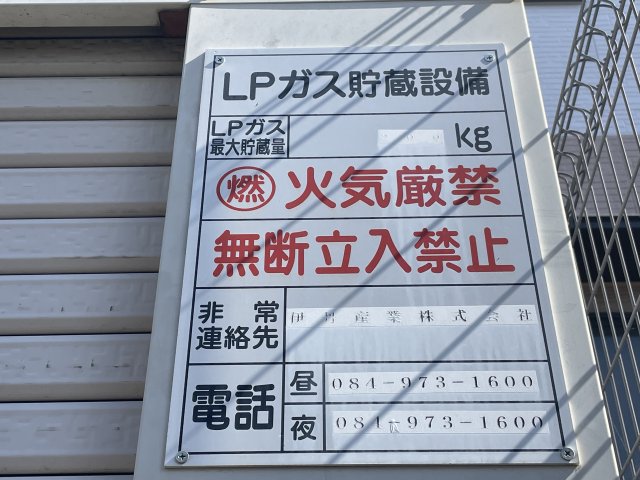 LPガス貯蔵設備
LPガス
最大貯蔵量
kg
燃 火気厳禁
無断立入禁止
非常
連絡先
産業株式会社
電話
昼 084-973-1600
夜 084-973-1600